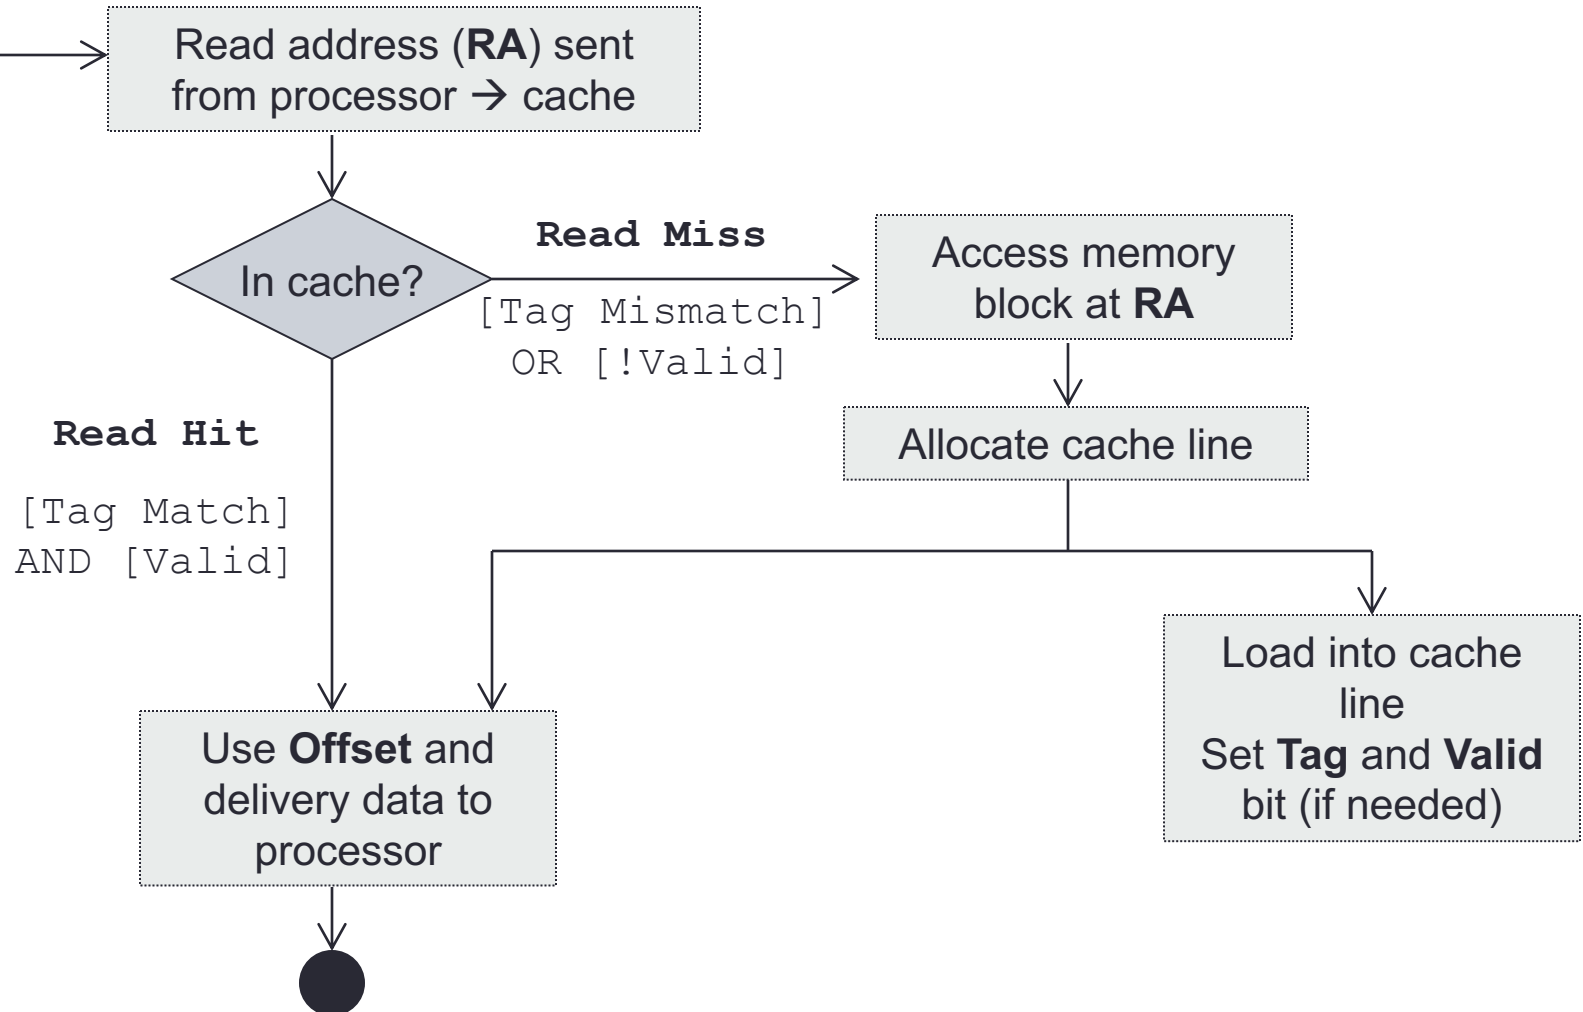 Read address (RA) sent
from processor → cache
In cache?
Read Miss
[Tag Mismatch]
OR [!Valid]
Access memory
block at RA
Allocate cache line
Read Hit
[Tag Match]
AND [Valid]
Use Offset and
delivery data to
processor
Load into cache
line
Set Tag and Valid
bit (if needed)